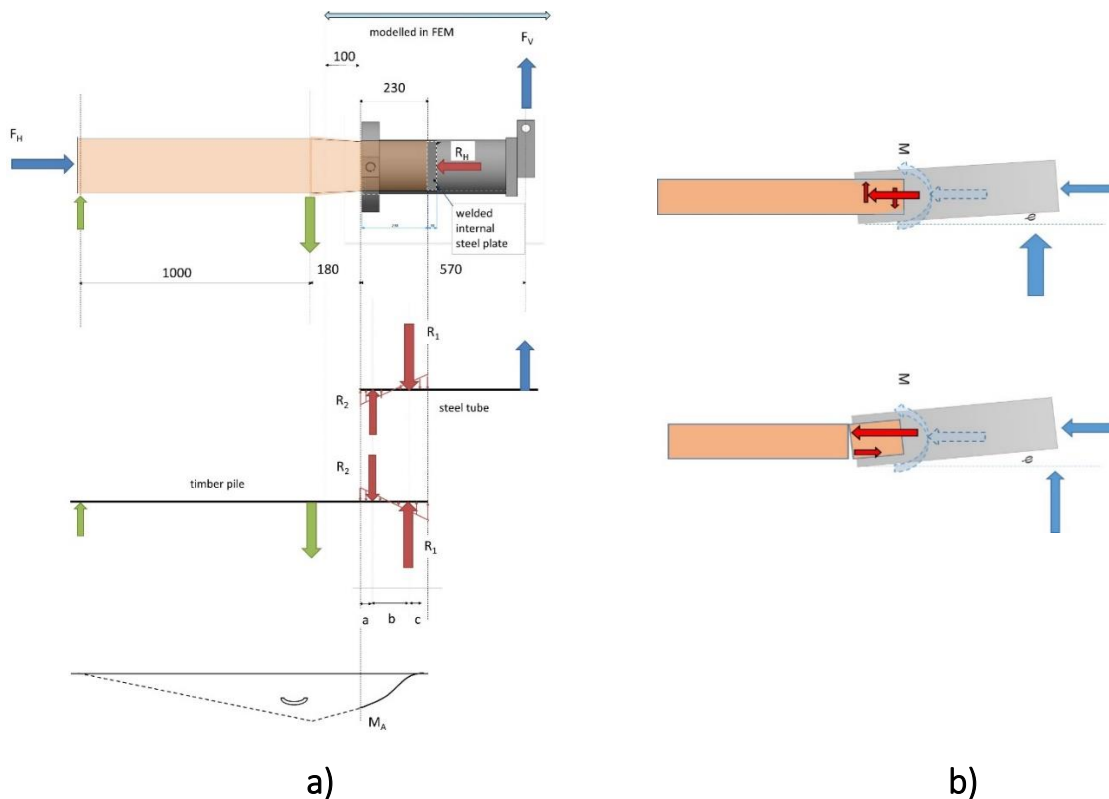 modelled in FEM
F_V
100
230
F_H
R_H
welded
internal
steel plate
1000
180
570
R_1
R_2
steel tube
R_2
timber pile
R_1
a
b
c
M_A
a)
M
φ
M
φ
b)